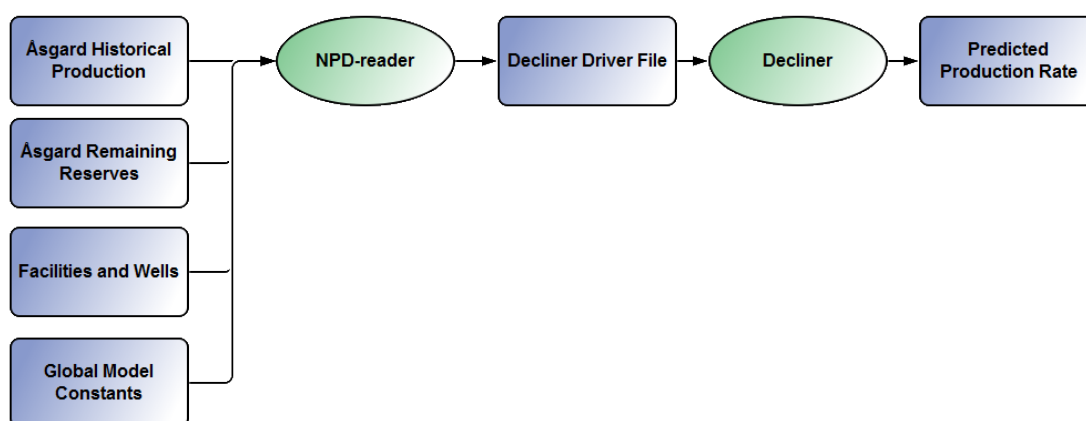 Åsgard Historical
Production
NPD-reader
Decliner Driver File
Decliner
Predicted
Production Rate
Åsgard Remaining
Reserves
Facilities and Wells
Global Model
Constants